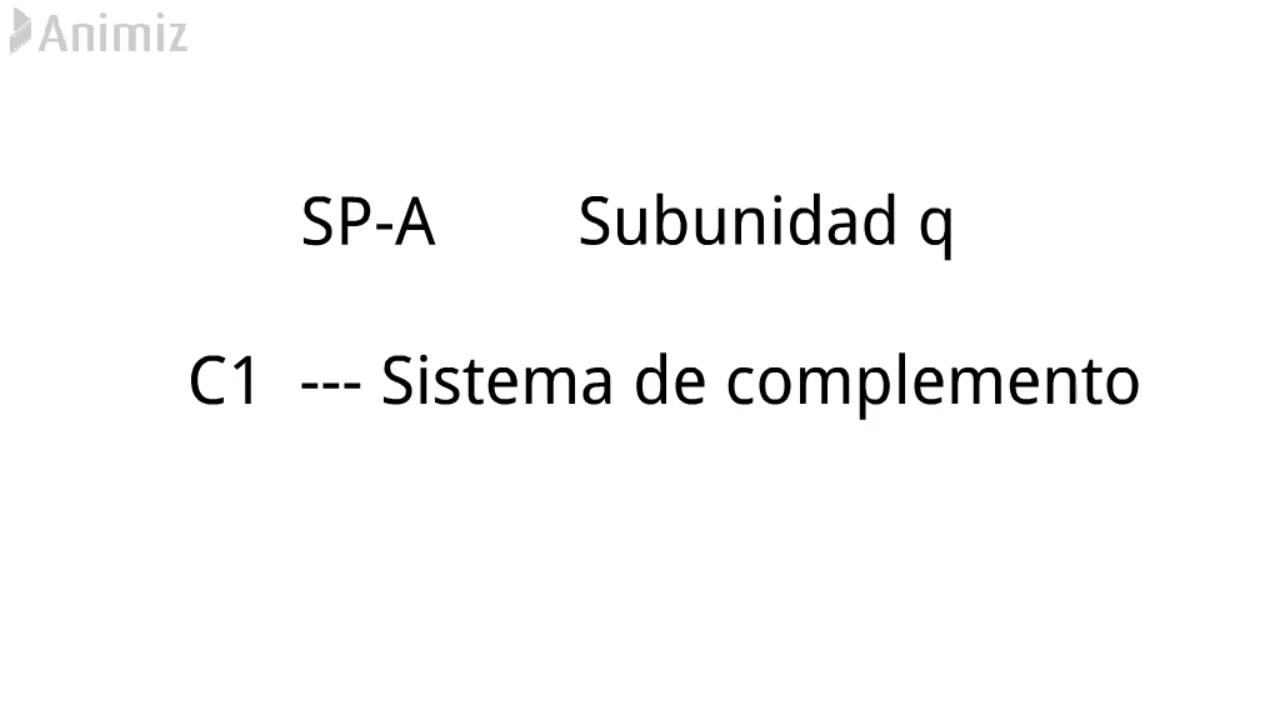 Animiz
SP-A Subunidad q
C1 --- Sistema de complemento